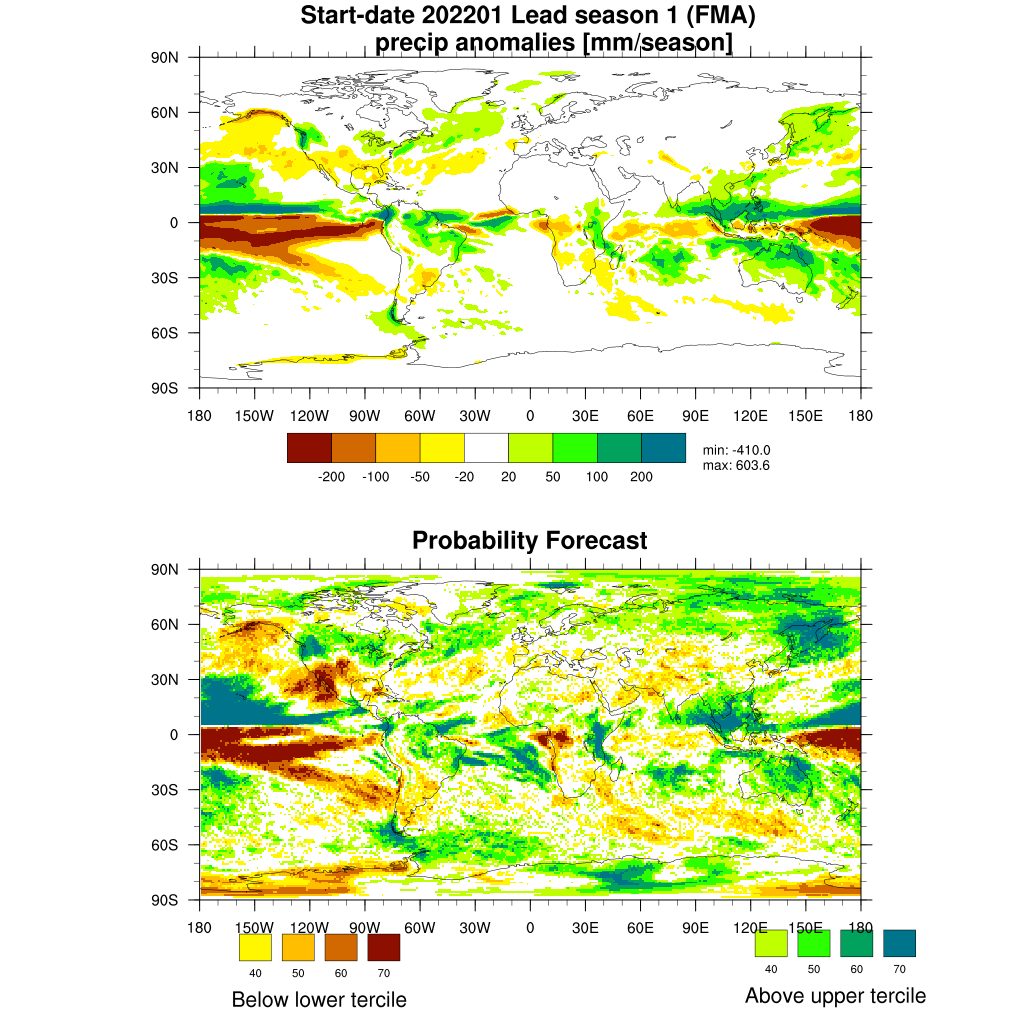 Start-date 202201 Lead season 1 (FMA)
precip anomalies [mm/season]
90N
60N
30N
0
30S
60S
90S
180 150W 120W 90W 60W 30W 0 30E 60E 90E 120E 150E 180
-200 -100 -50 -20 20 50 100 200
min: -410.0
max: 603.6
Probability Forecast
90N
60N
30N
0
30S
60S
90S
180 150W 120W 90W 60W 30W 0 30E 60E 90E 120E 150E 180
40 50 60 70
Below lower tercile
40 50 60 70
Above upper tercile